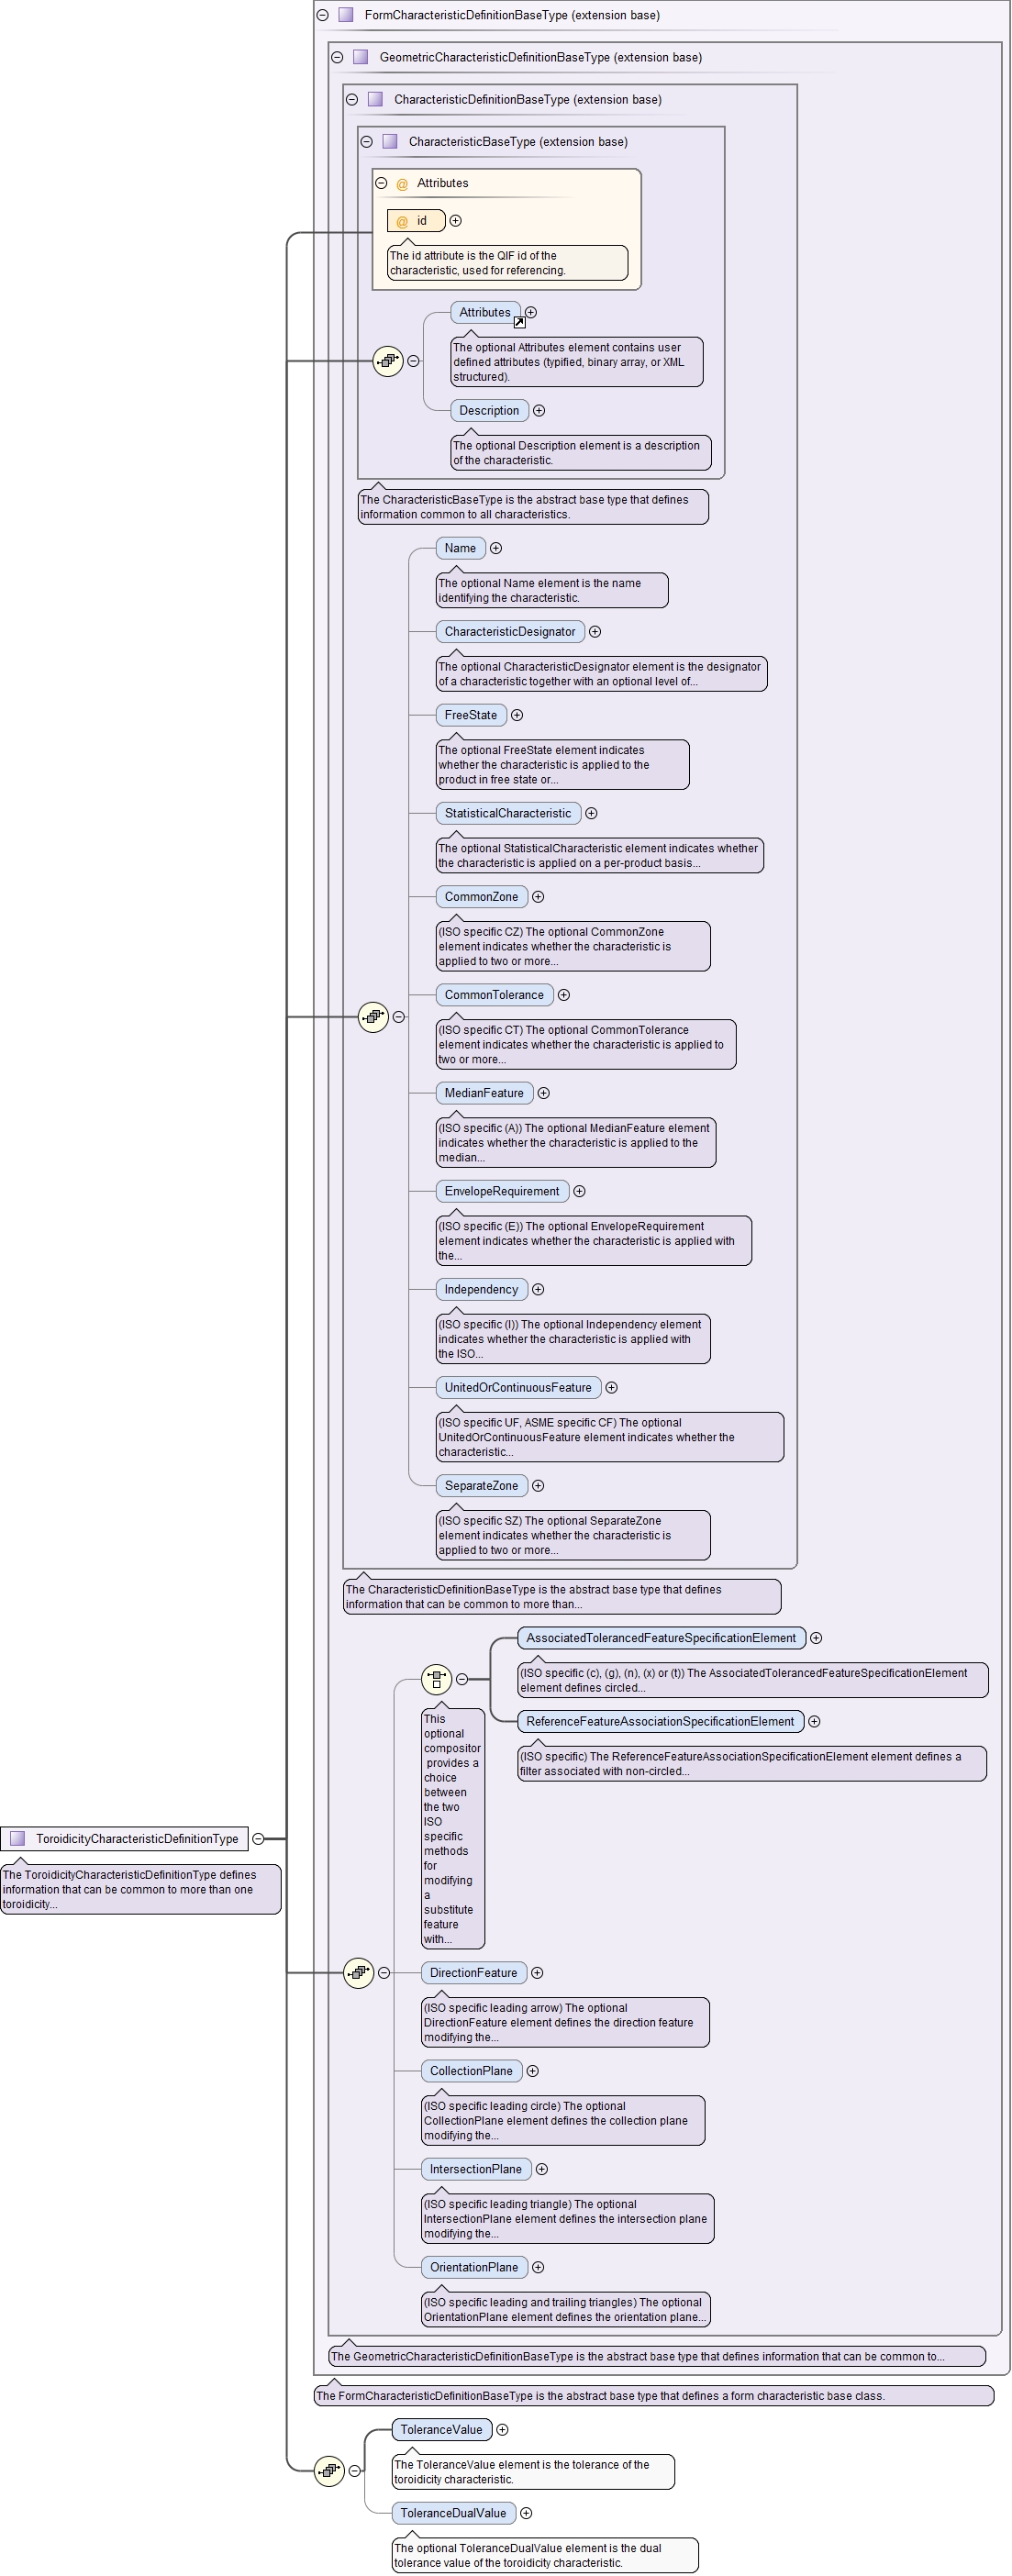 FormCharacteristicDefinitionBaseType (extension base)
GeometricCharacteristicDefinitionBaseType (extension base)
CharacteristicDefinitionBaseType (extension base)
CharacteristicBaseType (extension base)
@ Attributes
@ id
The id attribute is the QIF id of the
characteristic, used for referencing.
Attributes
The optional Attributes element contains user
defined attributes (typified, binary array, or XML
structured).
Description
The optional Description element is a description
of the characteristic.
The CharacteristicBaseType is the abstract base type that defines
information common to all characteristics.
Name
The optional Name element is the name
identifying the characteristic.
CharacteristicDesignator
The optional CharacteristicDesignator element is the designator
of a characteristic together with an optional level of...
FreeState
The optional FreeState element indicates
whether the characteristic is applied to the
product in free state or...
StatisticalCharacteristic
The optional StatisticalCharacteristic element indicates whether
the characteristic is applied on a per-product basis...
CommonZone
(ISO specific CZ) The optional CommonZone
element indicates whether the characteristic is
applied to two or more...
CommonTolerance
(ISO specific CT) The optional CommonTolerance
element indicates whether the characteristic is applied to
two or more...
MedianFeature
(ISO specific (A)) The optional MedianFeature element
indicates whether the characteristic is applied to the
median...
EnvelopeRequirement
(ISO specific (E)) The optional EnvelopeRequirement
element indicates whether the characteristic is applied with
the...
Independency
(ISO specific (I)) The optional Independency element
indicates whether the characteristic is applied with
the ISO...
UnitedOrContinuousFeature
(ISO specific UF, ASME specific CF) The optional
UnitedOrContinuousFeature element indicates whether the
characteristic...
SeparateZone
(ISO specific SZ) The optional SeparateZone
element indicates whether the characteristic is
applied to two or more...
The CharacteristicDefinitionBaseType is the abstract base type that defines
information that can be common to more than...
AssociatedTolerancedFeatureSpecificationElement
(ISO specific (c), (g), (n), (x) or (t)) The AssociatedTolerancedFeatureSpecificationElement
element defines circled...
ReferenceFeatureAssociationSpecificationElement
(ISO specific) The ReferenceFeatureAssociationSpecificationElement element defines a
filter associated with non-circled...
This
optional
compositor
provides a
choice
between
the two
ISO
specific
methods
for
modifying
a
substitute
feature
with...
ToroidicityCharacteristicDefinitionType
The ToroidicityCharacteristicDefinitionType defines
information that can be common to more than one
toroidicity...
DirectionFeature
(ISO specific leading arrow) The optional
DirectionFeature element defines the direction feature
modifying the...
CollectionPlane
(ISO specific leading circle) The optional
CollectionPlane element defines the collection plane
modifying the...
IntersectionPlane
(ISO specific leading triangle) The optional
IntersectionPlane element defines the intersection plane
modifying the...
OrientationPlane
(ISO specific leading and trailing triangles) The optional
OrientationPlane element defines the orientation plane...
The GeometricCharacteristicDefinitionBaseType is the abstract base type that defines information that can be common to...
The FormCharacteristicDefinitionBaseType is the abstract base type that defines a form characteristic base class.
ToleranceValue
The ToleranceValue element is the tolerance of the
toroidicity characteristic.
ToleranceDualValue
The optional ToleranceDualValue element is the dual
tolerance value of the toroidicity characteristic.